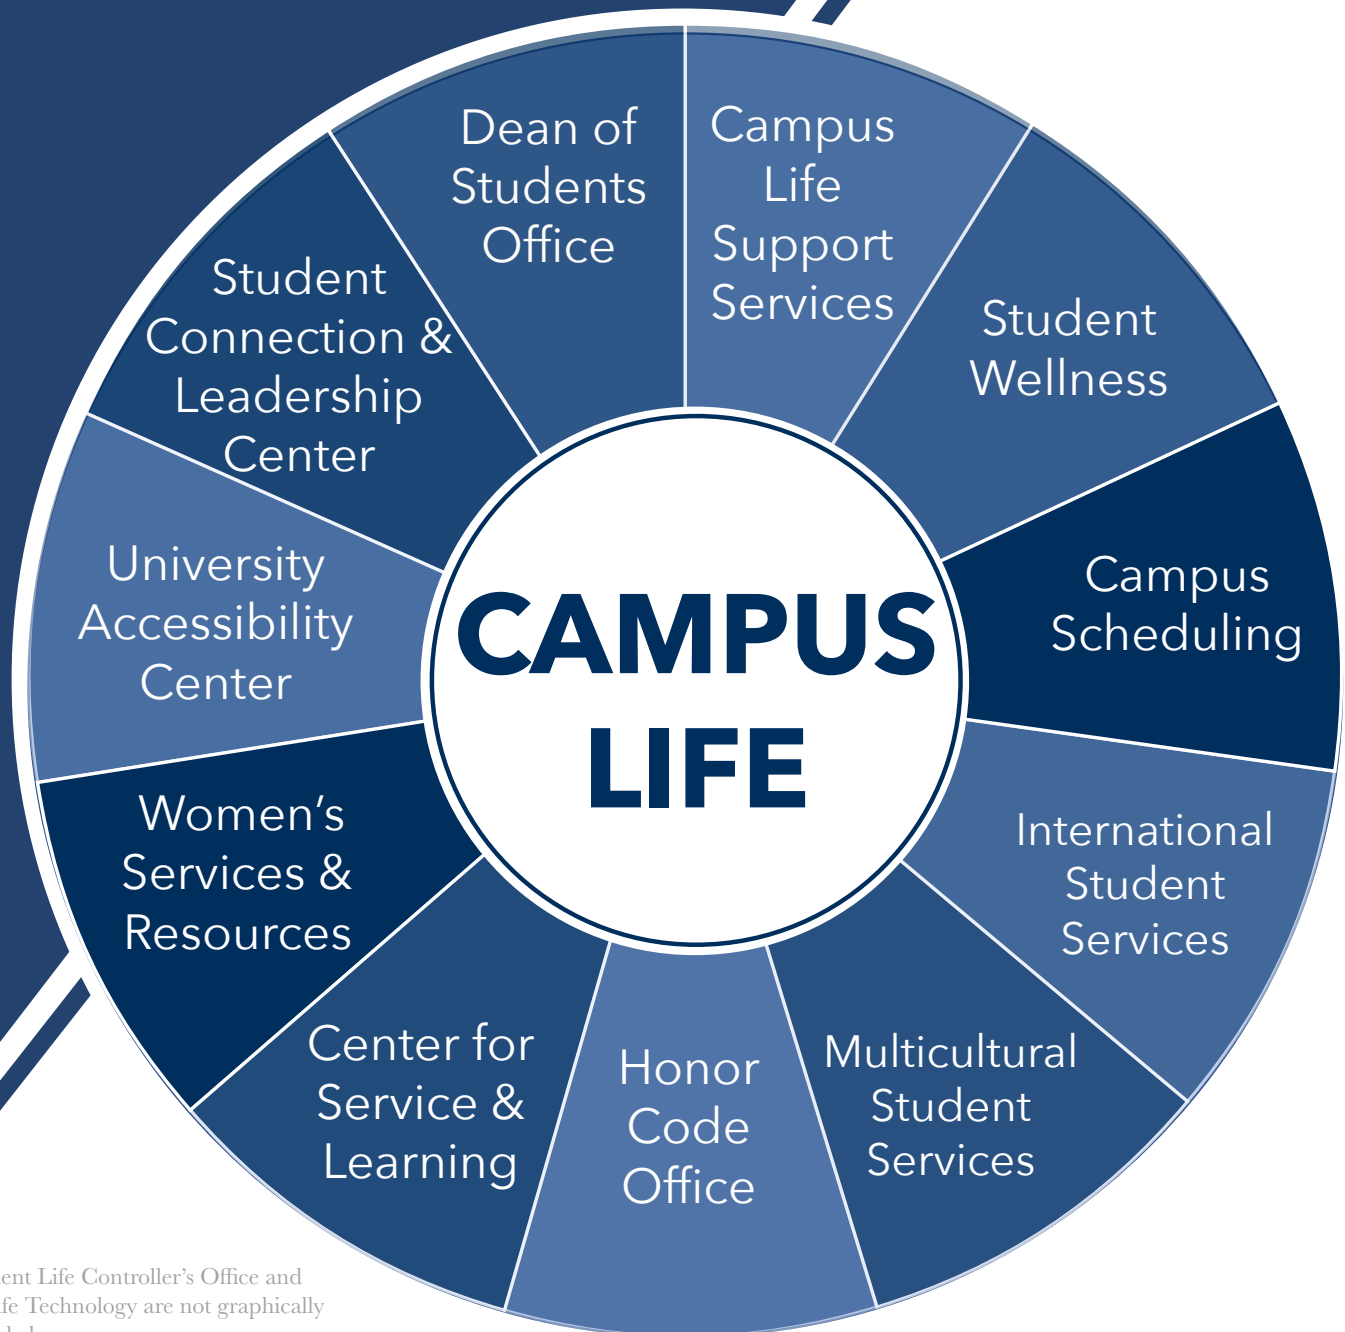 Dean of
Students
Office
Campus
Life
Support
Services
Student
Wellness
Campus
Scheduling
International
Student
Services
Multicultural
Student
Services
Honor
Code
Office
Center for
Service &
Learning
Women’s
Services &
Resources
University
Accessibility
Center
Student
Connection &
Leadership
Center
CAMPUS
LIFE
Life Controller’s Office and
Technology are not graphically